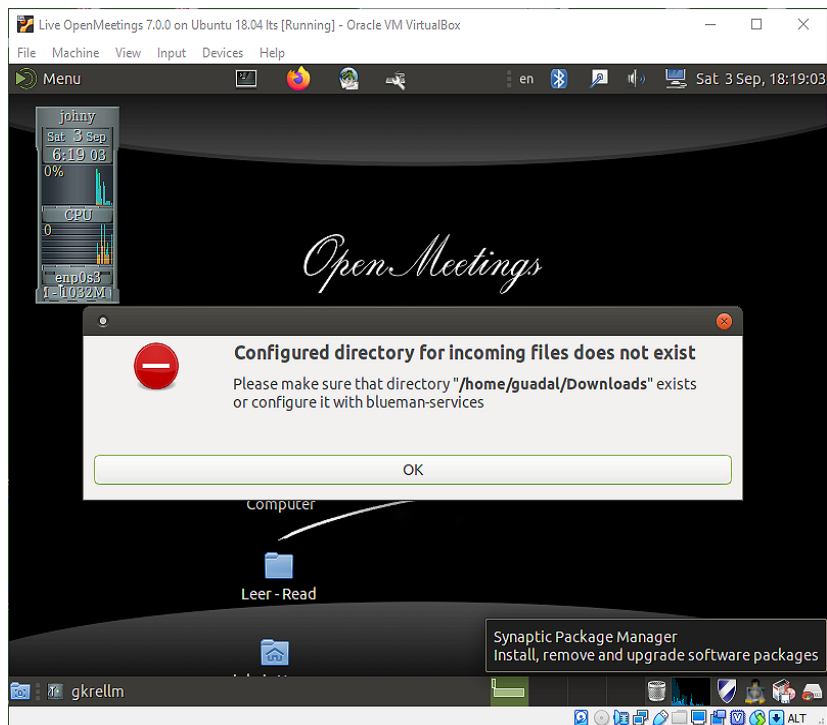 Live OpenMeetings 7.0.0 on Ubuntu 18.04 lts [Running] - Oracle VM VirtualBox
File Machine View Input Devices Help
Menu en Sat 3 Sep, 18:19:03
johny
Sat 3 Sep
6:19 03
0%
CPU
0
enp0s3
1032M
OpenMeetings
Configured directory for incoming files does not exist
Please make sure that directory "/home/guadal/Downloads" exists
or configure it with blueman-services
OK
Computer
Leer - Read
Synaptic Package Manager
Install, remove and upgrade software packages
gkrellm
ALT